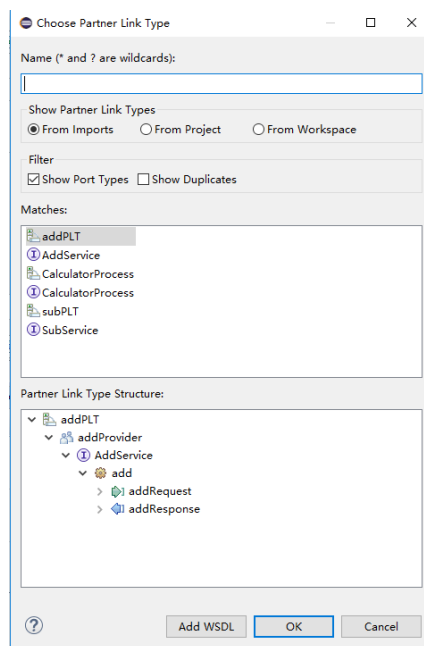 Choose Partner Link Type
Name (* and ? are wildcards):
Show Partner Link Types
From Imports From Project From Workspace
Filter
Show Port Types Show Duplicates
Matches:
addPLT
AddService
CalculatorProcess
CalculatorProcess
subPLT
SubService
Partner Link Type Structure:
addPLT
addProvider
AddService
add
addRequest
addResponse
Add WSDL OK Cancel